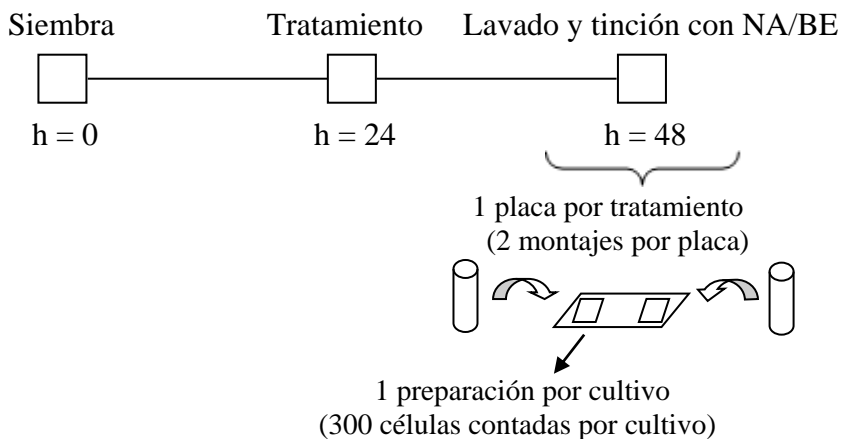 Siembra Tratamiento Lavado y tinción con NA/BE
h = 0 h = 24 h = 48
1 placa por tratamiento
(2 montajes por placa)
1 preparación por cultivo
(300 células contadas por cultivo)